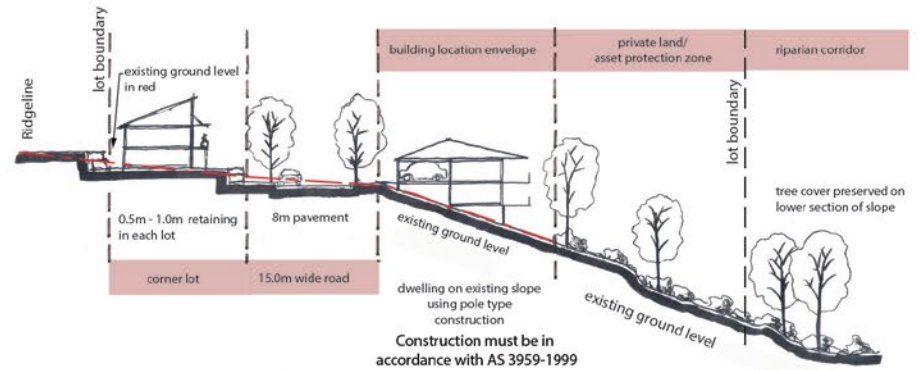 building location envelope
private land/
asset protection zone
riparian corridor
Ridgeline
lot boundary
existing ground level
in red
lot boundary
tree cover preserved on
lower section of slope
0.5m - 1.0m retaining
in each lot
8m pavement
existing ground level
corner lot
15.0m wide road
dwelling on existing slope
using pole type
construction
existing ground level
Construction must be in
accordance with AS 3959-1999